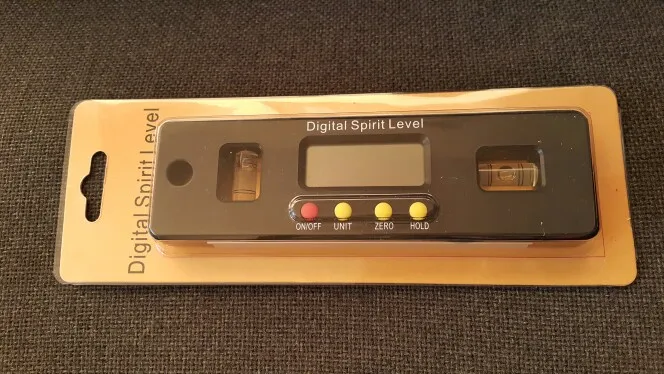 Digital Spirit Level
Digital Spirit Level
ON/OFF UNIT ZERO HOLD